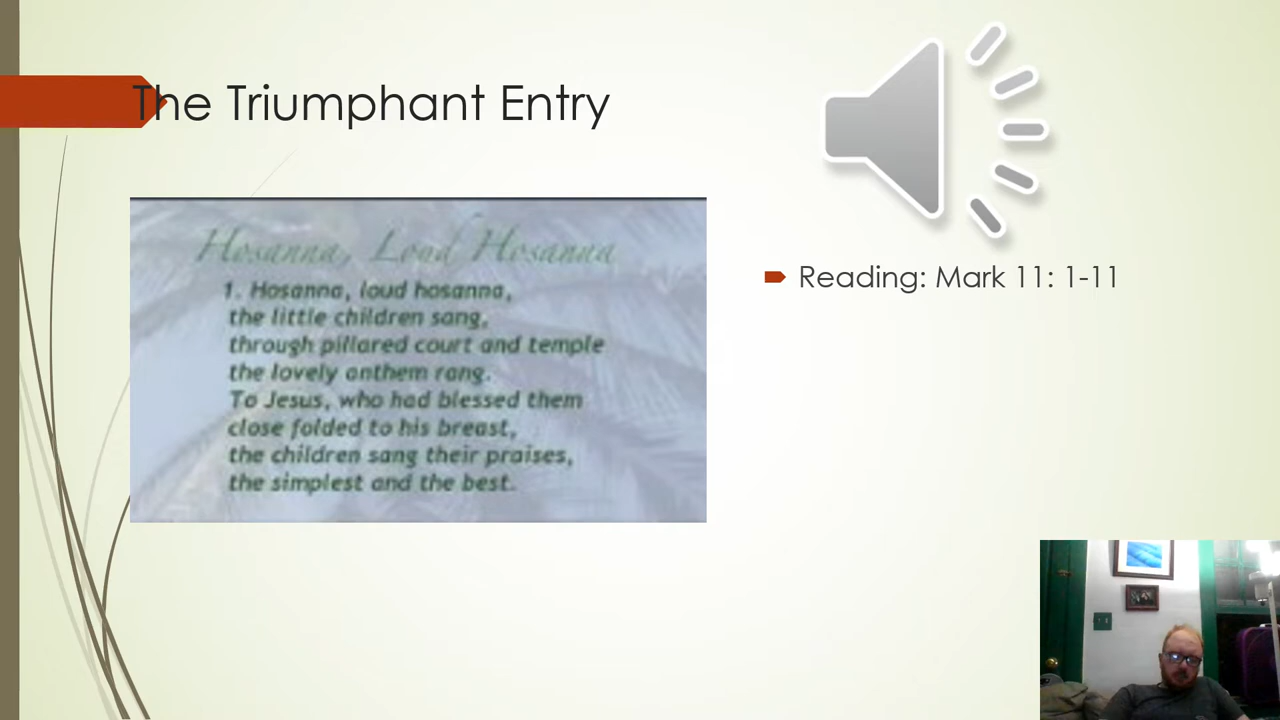 The Triumphant Entry
Hosanna, Loud Hosanna
1. Hosanna, loud hosanna,
the little children sang,
through pillared court and temple
the lovely anthem rang.
To Jesus, who had blessed them
close folded to his breast,
the children sang their praises,
the simplest and the best.
Reading: Mark 11: 1-11